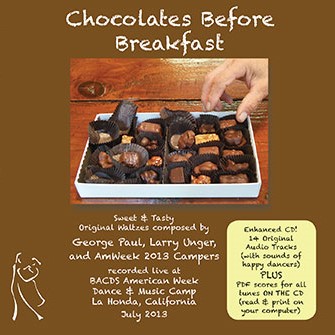 Chocolates Before
Breakfast
Sweet & Tasty
Original Waltzes composed by
George Paul, Larry Unger,
and AmWeek 2013 Campers
recorded live at
BACDS American Week
Dance & Music Camp
La Honda, California
July 2013
Enhanced CD!
14 Original
Audio Tracks
(with sounds of
happy dancers)
PLUS
PDF scores for all
tunes ON THE CD
(read & print on
your computer)